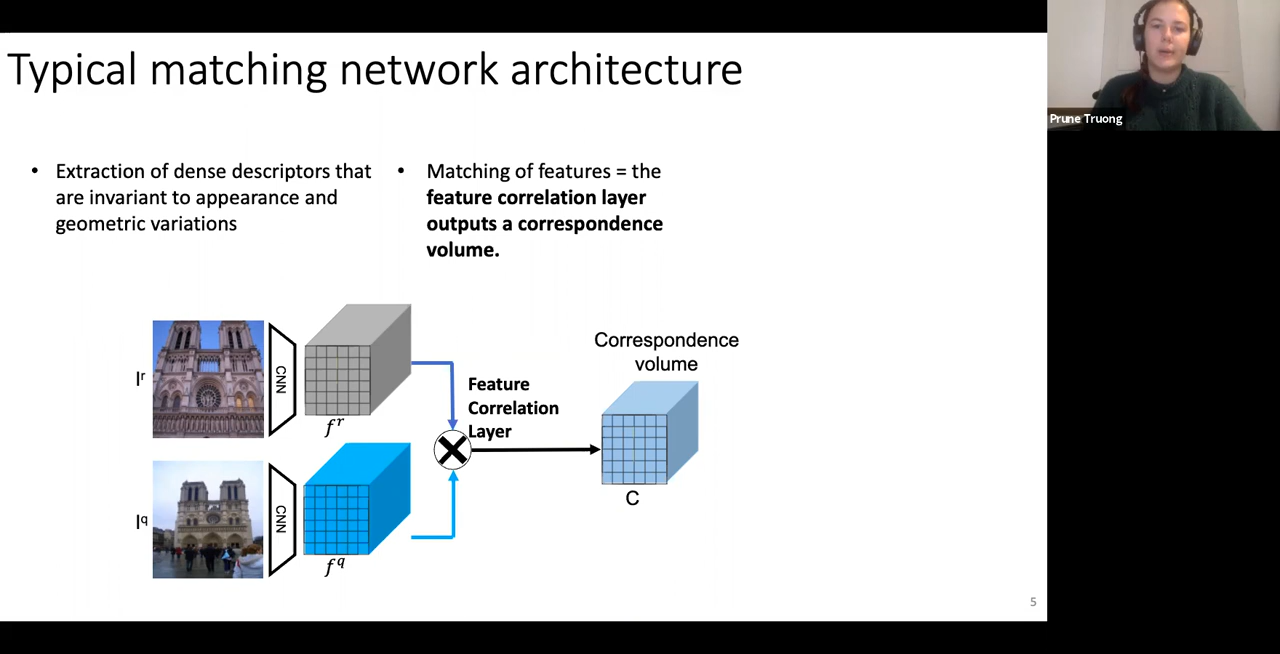 Typical matching network architecture
Prune Truong
• Extraction of dense descriptors that
are invariant to appearance and
geometric variations
• Matching of features = the
feature correlation layer
outputs a correspondence
volume.
Iʳ
CNN
fʳ
Feature
Correlation
Layer
Correspondence
volume
C
I^q
CNN
f^q
5